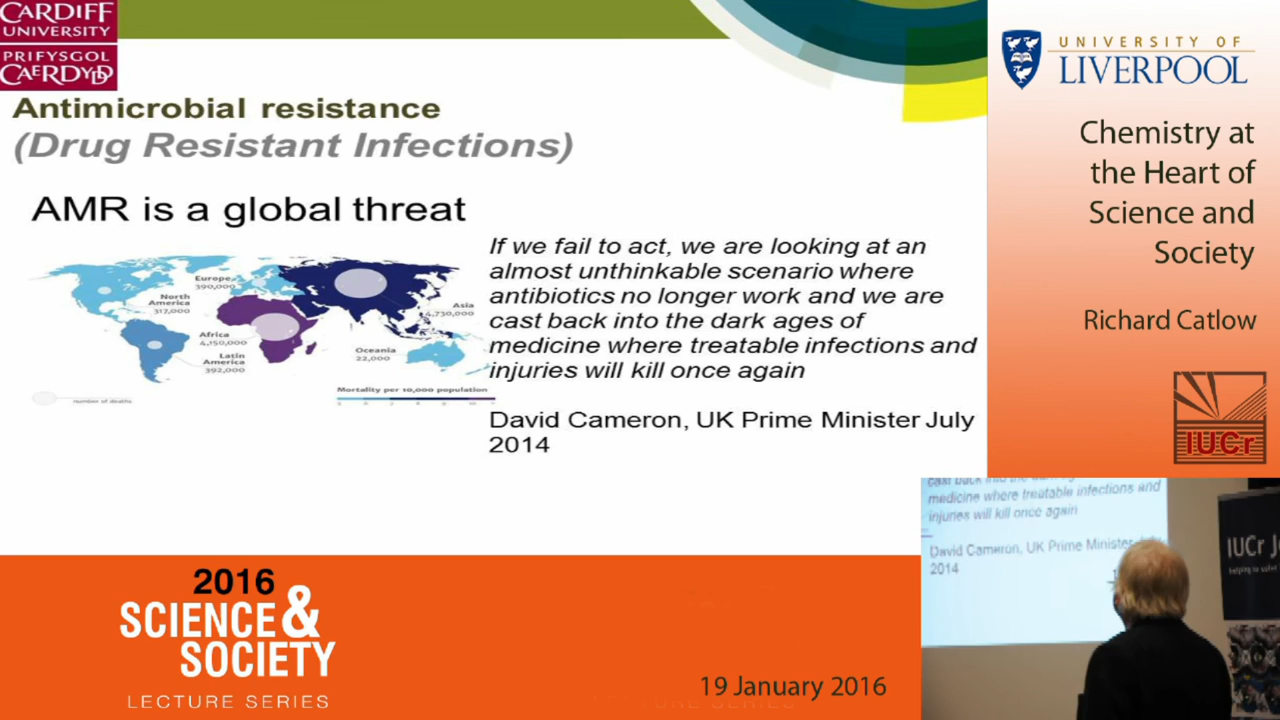 CARDIFF
UNIVERSITY
PRIFYSGOL
CAERDYDD
Antimicrobial resistance
(Drug Resistant Infections)
AMR is a global threat
Europe
390,000
North
America
317,000
Asia
4,730,000
Africa
4,150,000
Oceania
22,000
Latin
America
392,000
Mortality per 10,000 population
number of deaths
If we fail to act, we are looking at an
almost unthinkable scenario where
antibiotics no longer work and we are
cast back into the dark ages of
medicine where treatable infections and
injuries will kill once again
David Cameron, UK Prime Minister July
2014
UNIVERSITY OF
LIVERPOOL
Chemistry at
the Heart of
Science and
Society
Richard Catlow
IUCr
cast back into the
medicine where treatable infections and
injuries will kill once again
David Cameron, UK Prime Minister
2014
IUCr
2016
SCIENCE &
SOCIETY
LECTURE SERIES
19 January 2016